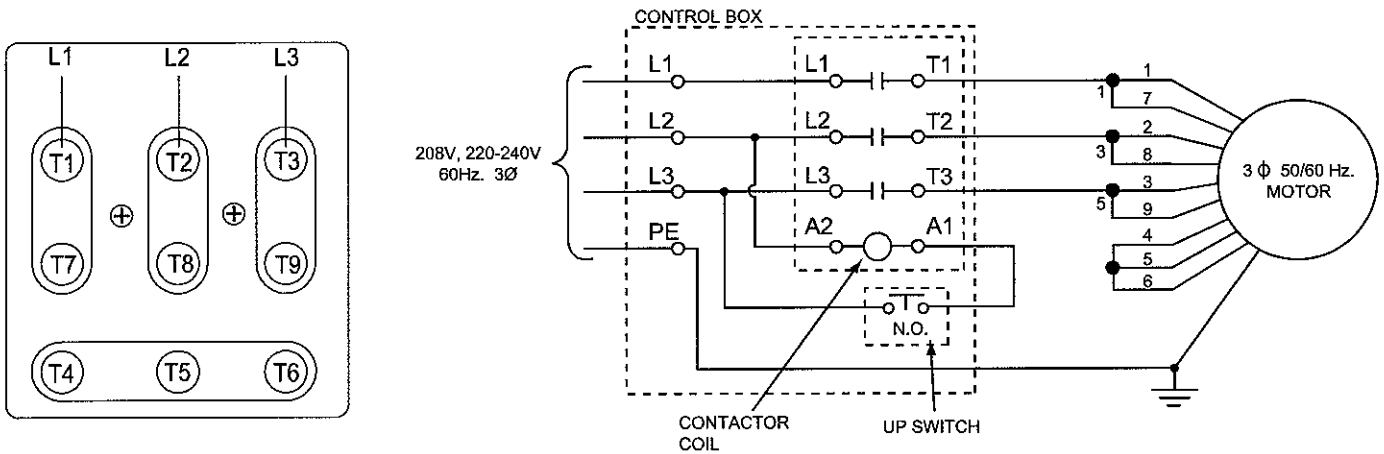 L1 L2 L3
T1 T2 T3
T7 T8 T9
T4 T5 T6
CONTROL BOX
208V, 220-240V
60Hz. 3Ø
L1 L1 T1
L2 L2 T2
L3 L3 T3
PE A2 A1
N.O.
CONTACTOR
COIL
UP SWITCH
1
1
7
2
3
8
3
5
9
4
5
6
3 ϕ 50/60 Hz.
MOTOR